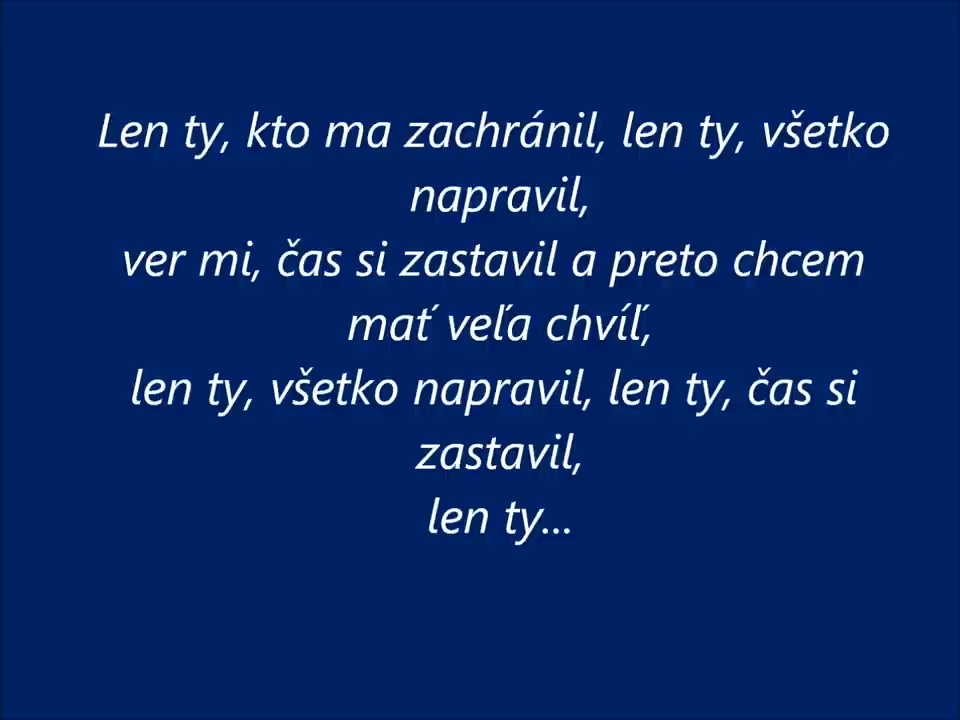 Len ty, kto ma zachránil, len ty, všetko
napravil,
ver mi, čas si zastavil a preto chcem
mať veľa chvíľ,
len ty, všetko napravil, len ty, čas si
zastavil,
len ty...